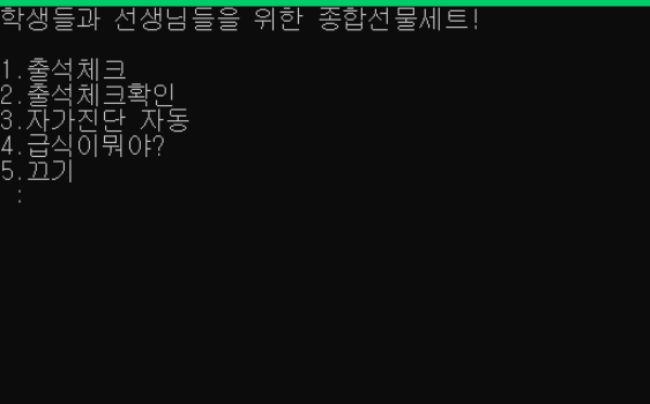 학생들과 선생님들을 위한 종합선물세트!
1.출석체크
2.출석체크확인
3.자가진단 자동
4.급식이뭐야?
5.끄기
: